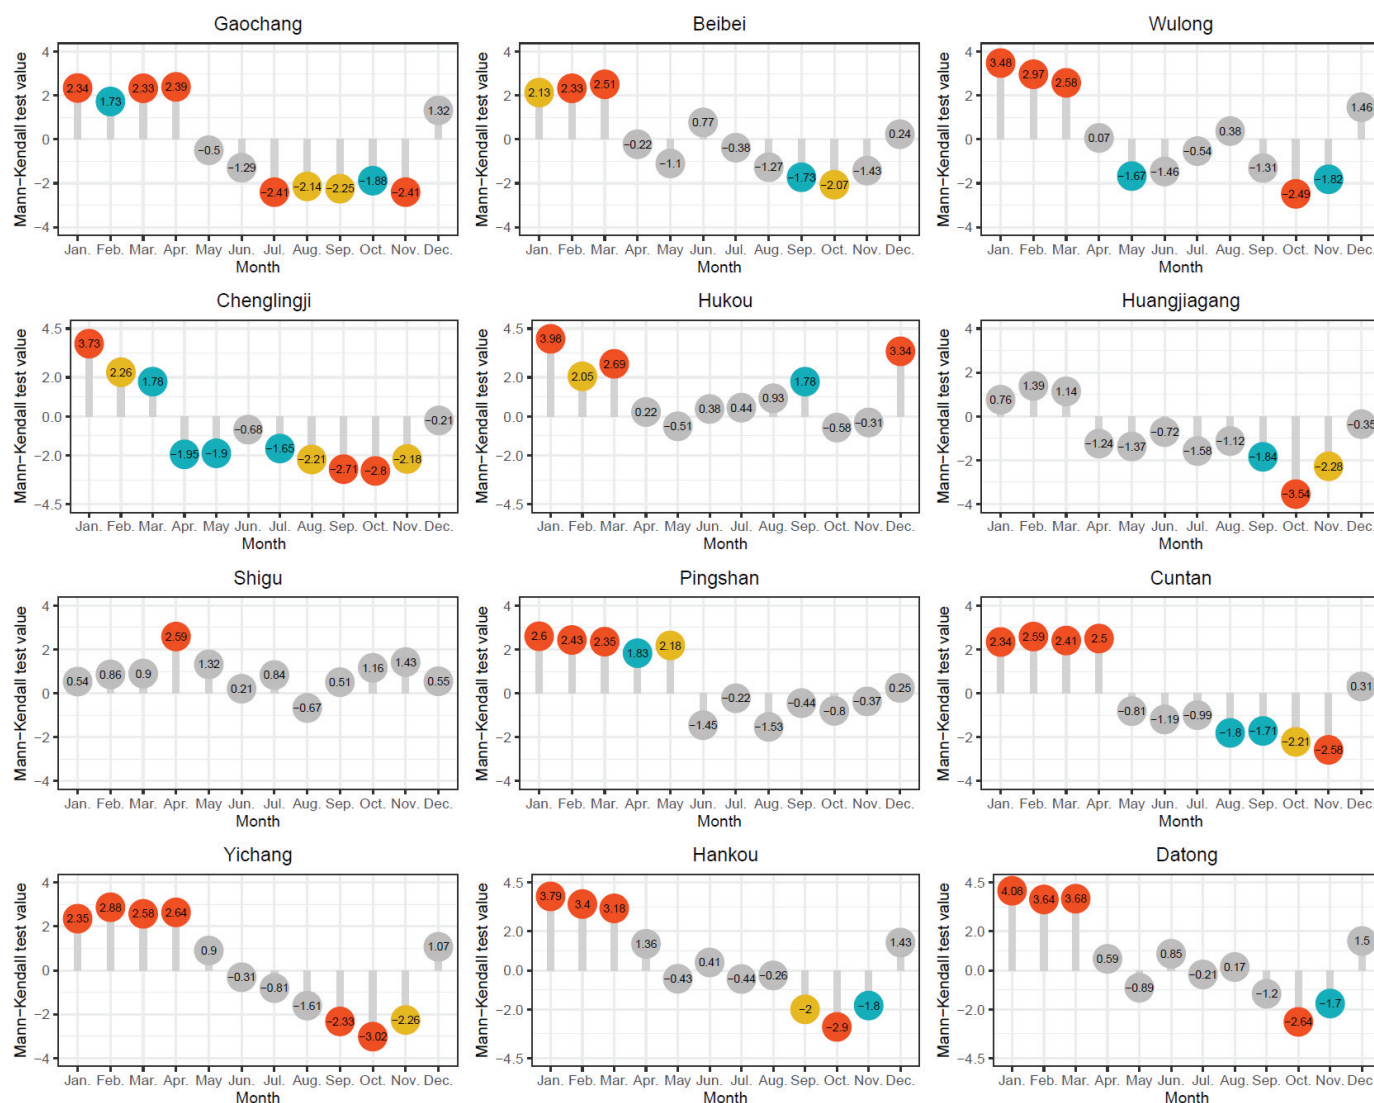 Gaochang
Mann−Kendall test value
4
2
0
−2
−4
2.34 1.73 2.33 2.39 −0.5 −1.29 −2.41 −2.14 −2.25 −1.88 −2.41 1.32
Jan. Feb. Mar. Apr. May Jun. Jul. Aug. Sep. Oct. Nov. Dec.
Month
Beibei
Mann−Kendall test value
4
2
0
−2
−4
2.13 2.33 2.51 −0.22 −1.1 0.77 −0.38 −1.27 −1.73 −2.07 −1.43 0.24
Jan. Feb. Mar. Apr. May Jun. Jul. Aug. Sep. Oct. Nov. Dec.
Month
Wulong
Mann−Kendall test value
4
2
0
−2
−4
3.48 2.97 2.58 0.07 −1.67 −1.46 −0.54 0.38 −1.31 −2.49 −1.82 1.46
Jan. Feb. Mar. Apr. May Jun. Jul. Aug. Sep. Oct. Nov. Dec.
Month
Chenglingji
Mann−Kendall test value
4.5
2.0
0.0
−2.0
−4.5
3.73 2.26 1.78 −1.95 −1.9 −0.68 −1.65 −2.21 −2.71 −2.8 −2.18 −0.21
Jan. Feb. Mar. Apr. May Jun. Jul. Aug. Sep. Oct. Nov. Dec.
Month
Hukou
Mann−Kendall test value
4.5
2.0
0.0
−2.0
−4.5
3.98 2.05 2.69 0.22 −0.51 0.38 0.44 0.93 1.78 −0.58 −0.31 3.34
Jan. Feb. Mar. Apr. May Jun. Jul. Aug. Sep. Oct. Nov. Dec.
Month
Huangjiagang
Mann−Kendall test value
4
2
0
−2
−4
0.76 1.39 1.14 −1.24 −1.37 −0.72 −1.58 −1.12 −1.84 −3.54 −2.28 −0.35
Jan. Feb. Mar. Apr. May Jun. Jul. Aug. Sep. Oct. Nov. Dec.
Month
Shigu
Mann−Kendall test value
4
2
0
−2
−4
0.54 0.86 0.9 2.59 1.32 0.21 0.84 −0.67 0.51 1.16 1.43 0.55
Jan. Feb. Mar. Apr. May Jun. Jul. Aug. Sep. Oct. Nov. Dec.
Month
Pingshan
Mann−Kendall test value
4
2
0
−2
−4
2.6 2.43 2.35 1.83 2.18 −1.45 −0.22 −1.53 −0.44 −0.8 −0.37 0.25
Jan. Feb. Mar. Apr. May Jun. Jul. Aug. Sep. Oct. Nov. Dec.
Month
Cuntan
Mann−Kendall test value
4
2
0
−2
−4
2.34 2.59 2.41 2.5 −0.81 −1.19 −0.99 −1.8 −1.71 −2.21 −2.58 0.31
Jan. Feb. Mar. Apr. May Jun. Jul. Aug. Sep. Oct. Nov. Dec.
Month
Yichang
Mann−Kendall test value
4
2
0
−2
−4
2.35 2.88 2.58 2.64 0.9 −0.31 −0.81 −1.61 −2.33 −3.02 −2.26 1.07
Jan. Feb. Mar. Apr. May Jun. Jul. Aug. Sep. Oct. Nov. Dec.
Month
Hankou
Mann−Kendall test value
4.5
2.0
0.0
−2.0
−4.5
3.79 3.4 3.18 1.36 −0.43 0.41 −0.44 −0.26 −2 −2.9 −1.8 1.43
Jan. Feb. Mar. Apr. May Jun. Jul. Aug. Sep. Oct. Nov. Dec.
Month
Datong
Mann−Kendall test value
4.5
2.0
0.0
−2.0
−4.5
4.08 3.64 3.68 0.59 −0.89 0.85 −0.21 0.17 −1.2 −2.64 −1.7 1.5
Jan. Feb. Mar. Apr. May Jun. Jul. Aug. Sep. Oct. Nov. Dec.
Month